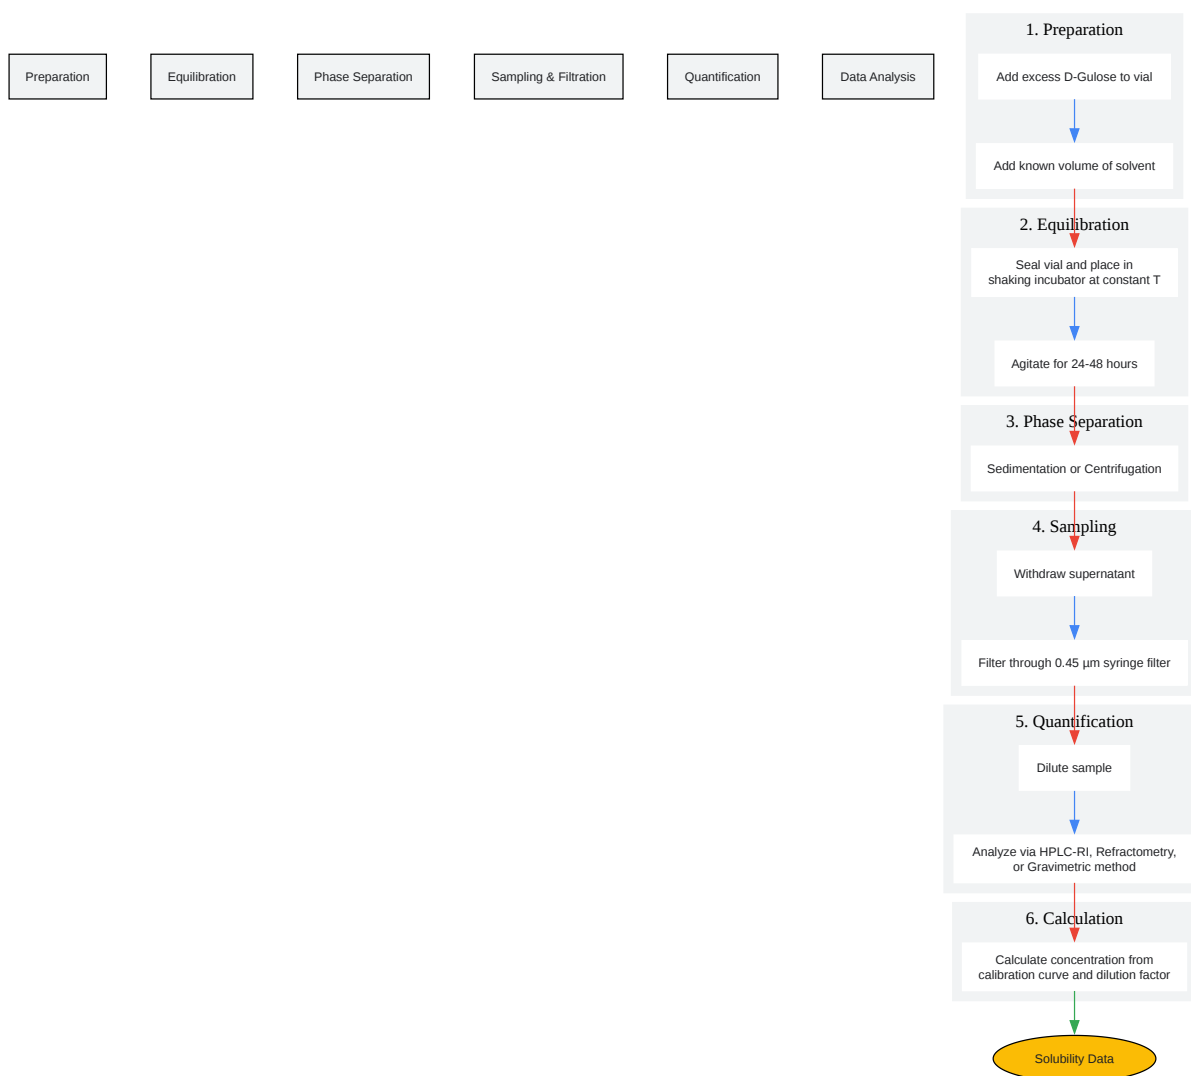 1. Preparation
Preparation
Equilibration
Phase Separation
Sampling & Filtration
Quantification
Data Analysis
Add excess D-Gulose to vial
Add known volume of solvent
2. Equilibration
Seal vial and place in
shaking incubator at constant T
Agitate for 24-48 hours
3. Phase Separation
Sedimentation or Centrifugation
4. Sampling
Withdraw supernatant
Filter through 0.45 µm syringe filter
5. Quantification
Dilute sample
Analyze via HPLC-RI, Refractometry,
or Gravimetric method
6. Calculation
Calculate concentration from
calibration curve and dilution factor
Solubility Data